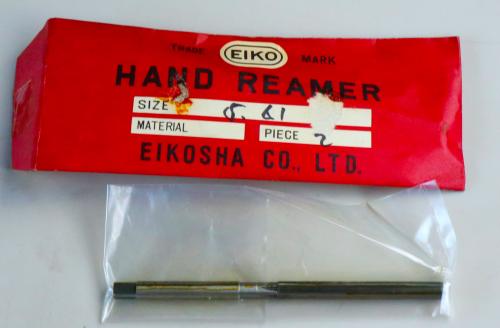 TRADE EIKO MARK
HAND REAMER
SIZE 8.61
MATERIAL PIECE 2
EIKOSHA CO., LTD.